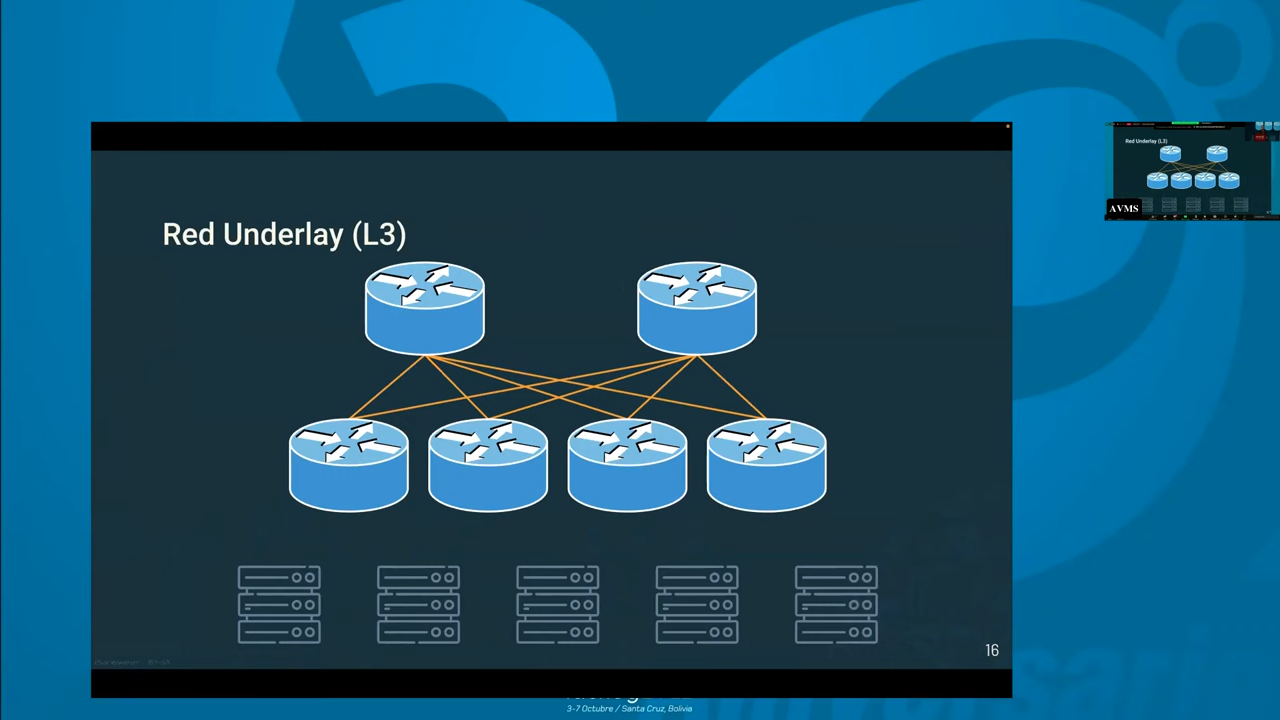 Red Underlay (L3)
16
3-7 Octubre / Santa Cruz, Bolivia
Red Underlay (L3)
AVMS